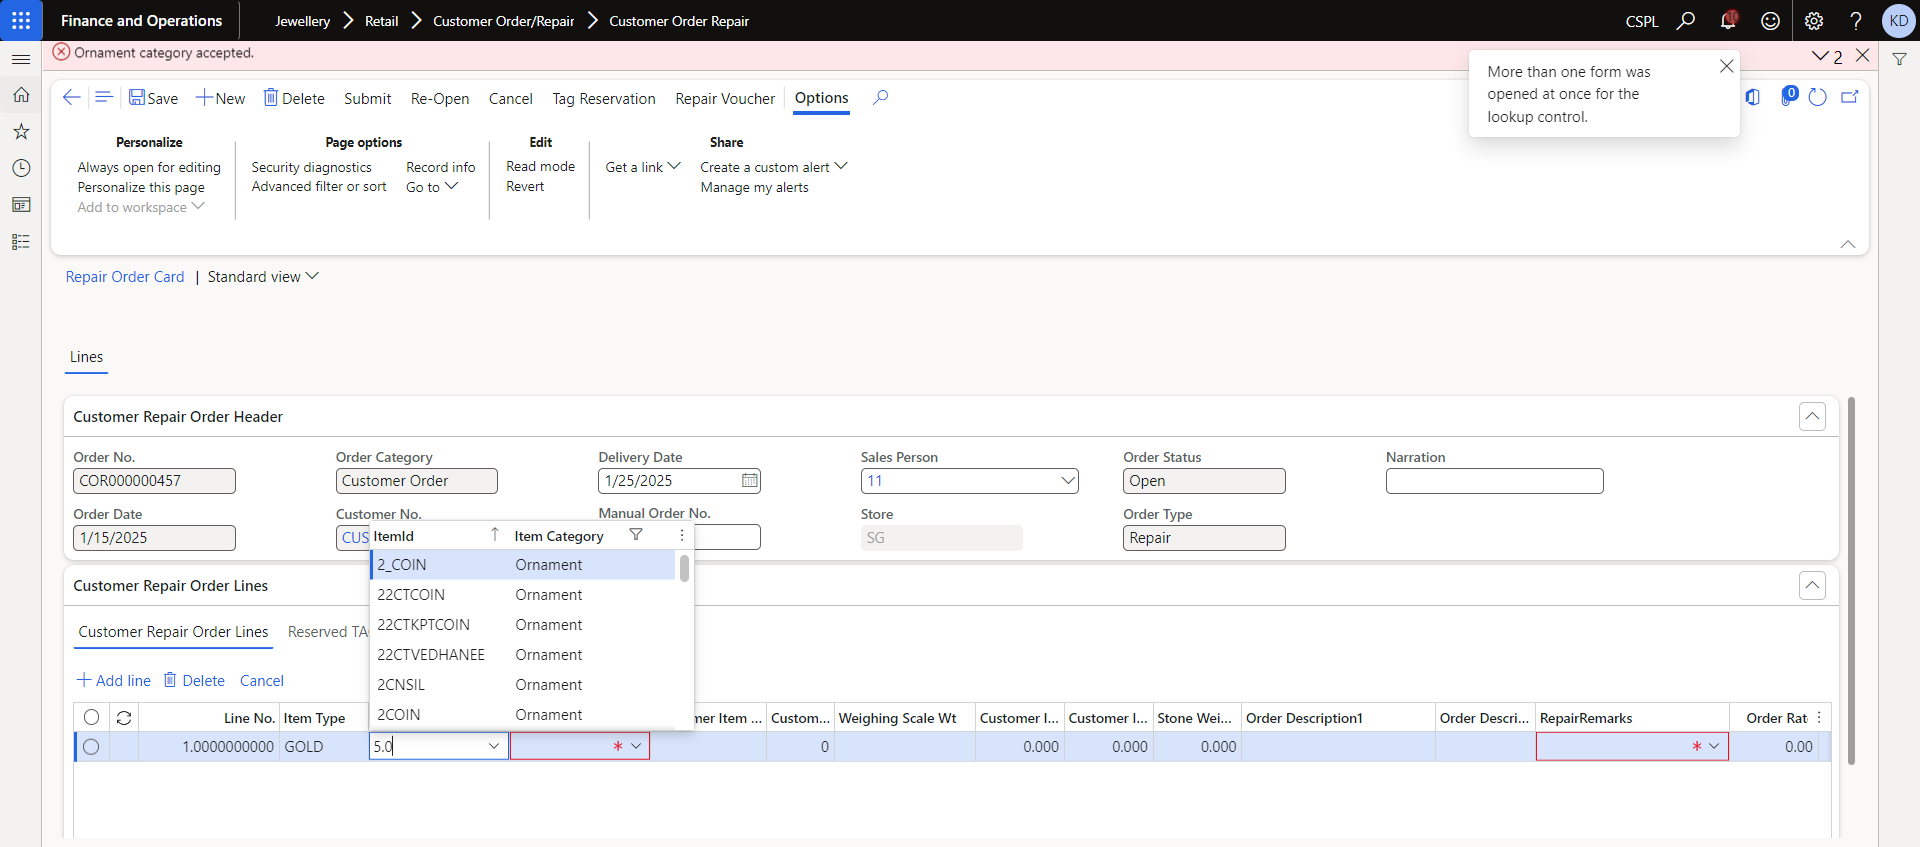 Finance and Operations
Jewellery
Retail
Customer Order/Repair
Customer Order Repair
CSPL
KD
Ornament category accepted.
2
More than one form was
opened at once for the
lookup control.
Save
New
Delete
Submit
Re-Open
Cancel
Tag Reservation
Repair Voucher
Options
0
Personalize
Always open for editing
Personalize this page
Add to workspace
Page options
Security diagnostics
Advanced filter or sort
Record info
Go to
Edit
Read mode
Revert
Get a link
Share
Create a custom alert
Manage my alerts
Repair Order Card | Standard view
Lines
Customer Repair Order Header
Order No.
COR000000457
Order Category
Customer Order
Delivery Date
1/25/2025
Sales Person
11
Order Status
Open
Narration
Order Date
1/15/2025
Customer No.
CUS
Manual Order No.
Store
SG
Order Type
Repair
ItemId
Item Category
2_COIN Ornament
22CTCOIN Ornament
22CTKPTCOIN Ornament
22CTVEDHANEE Ornament
2CNSIL Ornament
2COIN Ornament
Customer Repair Order Lines
Customer Repair Order Lines
Reserved TA
Add line
Delete
Cancel
Line No. Item Type mer Item ... Custom... Weighing Scale Wt Customer I... Customer I... Stone Wei... Order Description1 Order Descri... RepairRemarks Order Rat
1.0000000000 GOLD 5.0 * 0 0.000 0.000 0.000 * 0.00